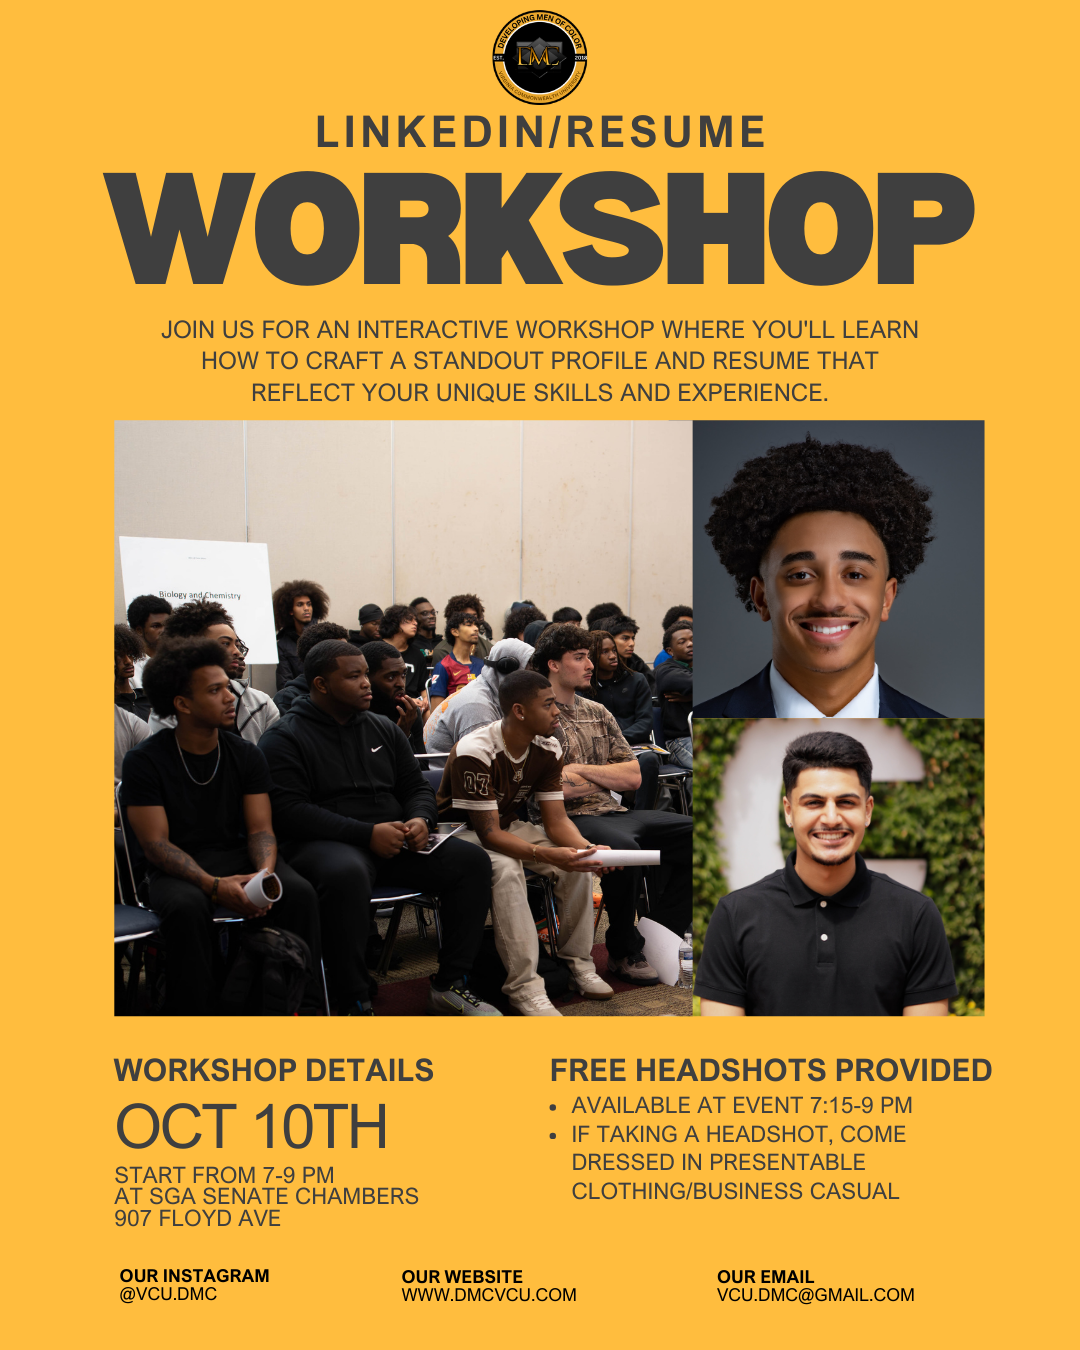 DEVELOPING MEN OF COLOR
EST. DMC 2018
VIRGINIA COMMONWEALTH UNIVERSITY
LINKEDIN/RESUME
WORKSHOP
JOIN US FOR AN INTERACTIVE WORKSHOP WHERE YOU'LL LEARN
HOW TO CRAFT A STANDOUT PROFILE AND RESUME THAT
REFLECT YOUR UNIQUE SKILLS AND EXPERIENCE.
Biology and Chemistry
07
WORKSHOP DETAILS
OCT 10TH
START FROM 7-9 PM
AT SGA SENATE CHAMBERS
907 FLOYD AVE
FREE HEADSHOTS PROVIDED
• AVAILABLE AT EVENT 7:15-9 PM
• IF TAKING A HEADSHOT, COME
DRESSED IN PRESENTABLE
CLOTHING/BUSINESS CASUAL
OUR INSTAGRAM
@VCU.DMC
OUR WEBSITE
WWW.DMCVCU.COM
OUR EMAIL
VCU.DMC@GMAIL.COM